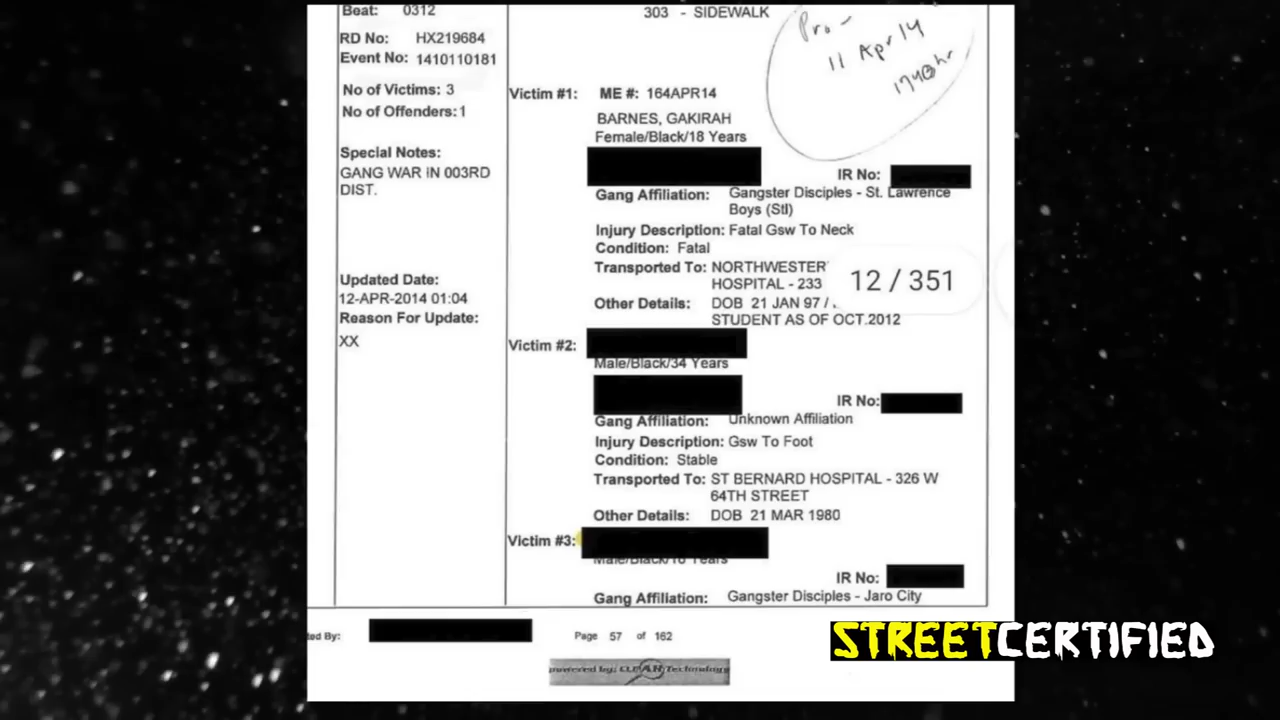 Beat: 0312
303 - SIDEWALK
RD No: HX219684
Event No: 1410110181
No of Victims: 3
No of Offenders: 1
Special Notes:
GANG WAR IN 003RD
DIST.
Updated Date:
12-APR-2014 01:04
Reason For Update:
XX
Pro -
11 Apr 14
1740 hr
Victim #1: ME #: 164APR14
BARNES, GAKIRAH
Female/Black/18 Years
IR No:
Gang Affiliation: Gangster Disciples - St. Lawrence
Boys (Stl)
Injury Description: Fatal Gsw To Neck
Condition: Fatal
Transported To: NORTHWESTER
HOSPITAL - 233
12 / 351
Other Details: DOB 21 JAN 97 /
STUDENT AS OF OCT.2012
Victim #2:
Male/Black/34 Years
IR No:
Gang Affiliation: Unknown Affiliation
Injury Description: Gsw To Foot
Condition: Stable
Transported To: ST BERNARD HOSPITAL - 326 W
64TH STREET
Other Details: DOB 21 MAR 1980
Victim #3:
Male/Black/16 Years
IR No:
Gang Affiliation: Gangster Disciples - Jaro City
ted By:
Page 57 of 162
powered by: CLEAR Technology
STREETCERTIFIED